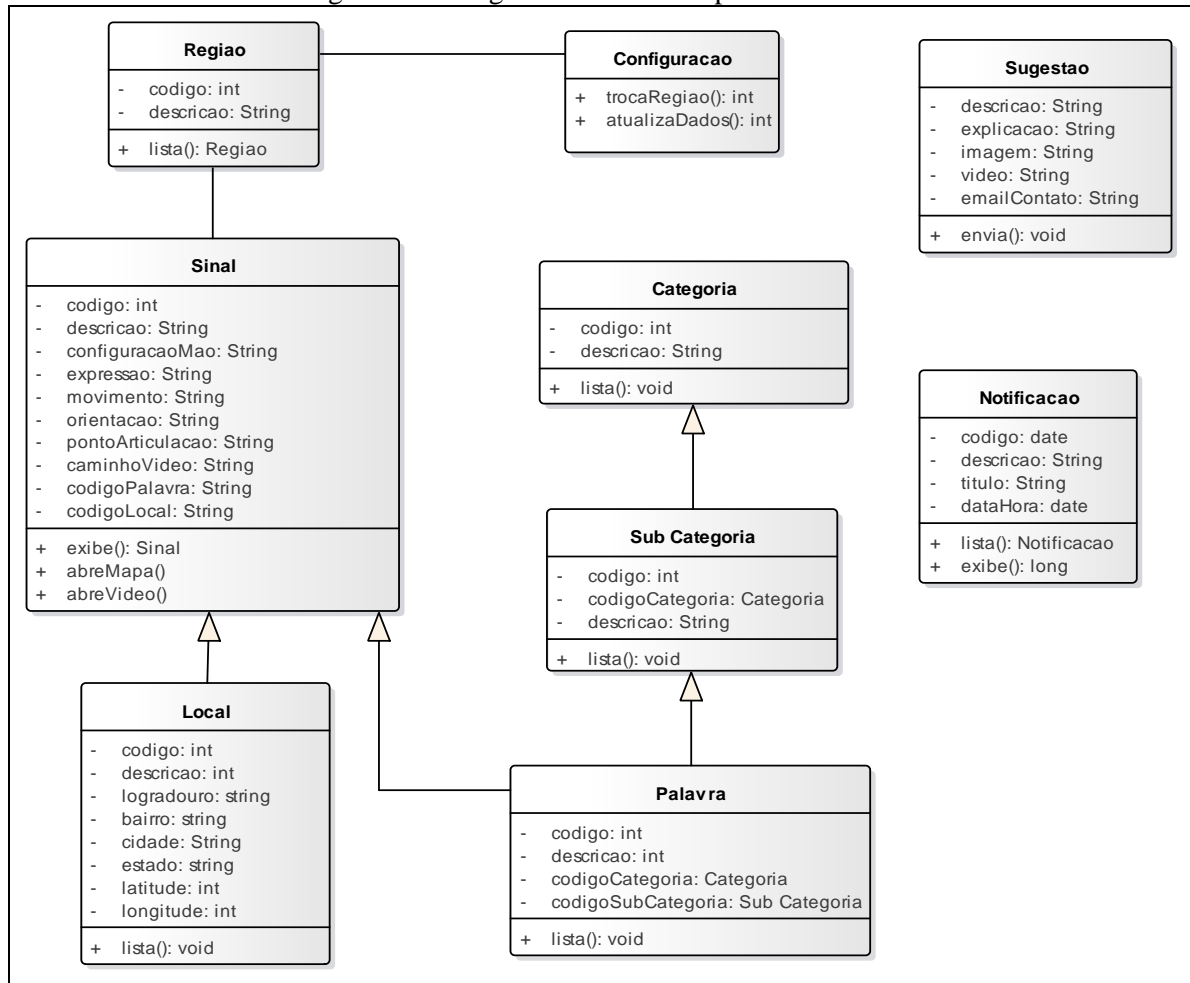 Regiao
- codigo: int
- descricao: String
+ lista(): Regiao
Configuracao
+ trocaRegiao(): int
+ atualizaDados(): int
Sugestao
- descricao: String
- explicacao: String
- imagem: String
- video: String
- emailContato: String
+ envia(): void
Sinal
- codigo: int
- descricao: String
- configuracaoMao: String
- expressao: String
- movimento: String
- orientacao: String
- pontoArticulacao: String
- caminhoVideo: String
- codigoPalavra: String
- codigoLocal: String
+ exibe(): Sinal
+ abreMapa()
+ abreVideo()
Categoria
- codigo: int
- descricao: String
+ lista(): void
Notificacao
- codigo: date
- descricao: String
- titulo: String
- dataHora: date
+ lista(): Notificacao
+ exibe(): long
Sub Categoria
- codigo: int
- codigoCategoria: Categoria
- descricao: String
+ lista(): void
Local
- codigo: int
- descricao: int
- logradouro: string
- bairro: string
- cidade: String
- estado: string
- latitude: int
- longitude: int
+ lista(): void
Palavra
- codigo: int
- descricao: int
- codigoCategoria: Categoria
- codigoSubCategoria: Sub Categoria
+ lista(): void